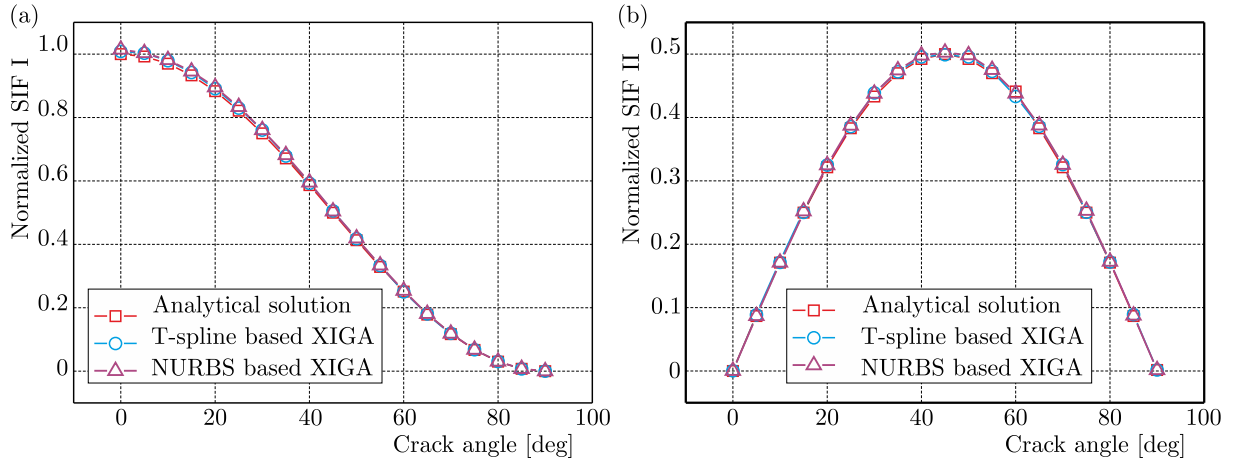 (a)
Normalized SIF I
1.0
0.8
0.6
0.4
0.2
0
Analytical solution
T-spline based XIGA
NURBS based XIGA
0 20 40 60 80 100
Crack angle [deg]
(b)
Normalized SIF II
0.5
0.4
0.3
0.2
0.1
0
Analytical solution
T-spline based XIGA
NURBS based XIGA
0 20 40 60 80 100
Crack angle [deg]